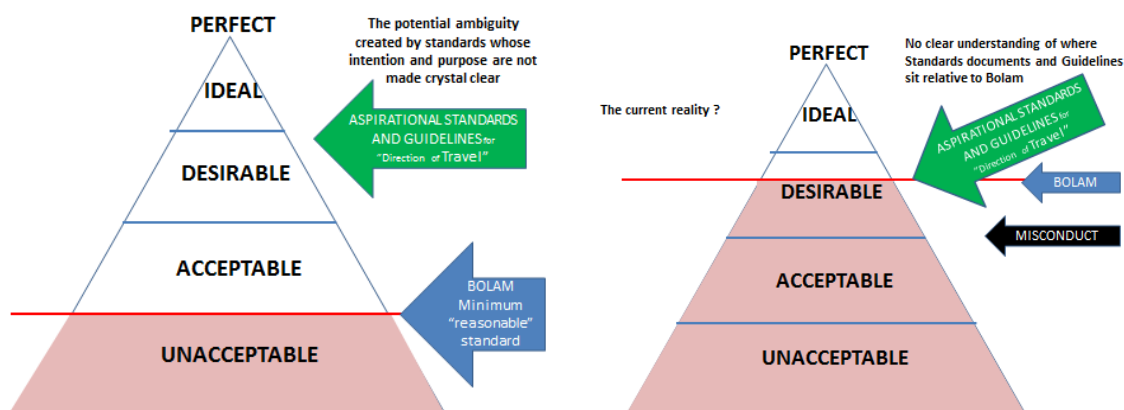 PERFECT
IDEAL
DESIRABLE
ACCEPTABLE
UNACCEPTABLE
The potential ambiguity
created by standards whose
intention and purpose are not
made crystal clear
ASPIRATIONAL STANDARDS
AND GUIDELINES for
"Direction of Travel"
BOLAM
Minimum
"reasonable"
standard
The current reality ?
PERFECT
IDEAL
DESIRABLE
ACCEPTABLE
UNACCEPTABLE
No clear understanding of where
Standards documents and Guidelines
sit relative to Bolam
ASPIRATIONAL STANDARDS
AND GUIDELINES for
"Direction of Travel"
BOLAM
MISCONDUCT